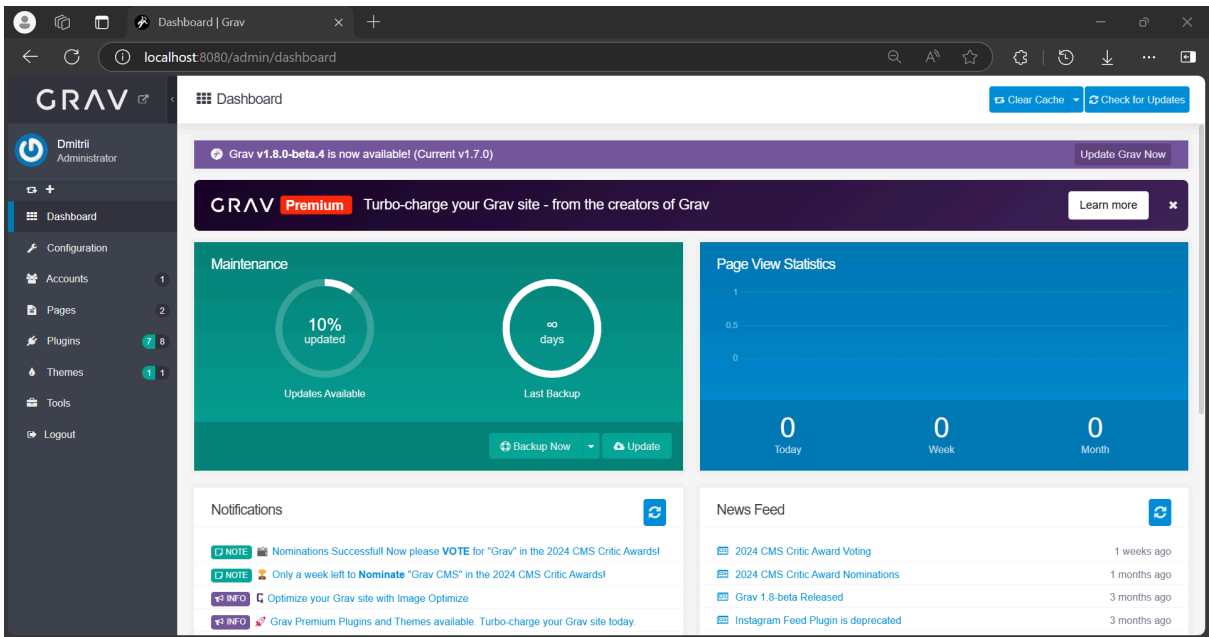 Dashboard | Grav
localhost:8080/admin/dashboard
GRAV
Dashboard
Clear Cache
Check for Updates
Dmitrii
Administrator
Dashboard
Configuration
Accounts 1
Pages 2
Plugins 7 8
Themes 1 1
Tools
Logout
Grav v1.8.0-beta.4 is now available! (Current v1.7.0)
Update Grav Now
GRAV Premium Turbo-charge your Grav site - from the creators of Grav
Learn more
Maintenance
10%
updated
Updates Available
∞
days
Last Backup
Backup Now
Update
Page View Statistics
1
0.5
0
0
Today
0
Week
0
Month
Notifications
NOTE Nominations Successful! Now please VOTE for "Grav" in the 2024 CMS Critic Awards!
NOTE Only a week left to Nominate "Grav CMS" in the 2024 CMS Critic Awards!
INFO Optimize your Grav site with Image Optimize
INFO Grav Premium Plugins and Themes available. Turbo-charge your Grav site today.
News Feed
2024 CMS Critic Award Voting 1 weeks ago
2024 CMS Critic Award Nominations 1 months ago
Grav 1.8-beta Released 3 months ago
Instagram Feed Plugin is deprecated 3 months ago